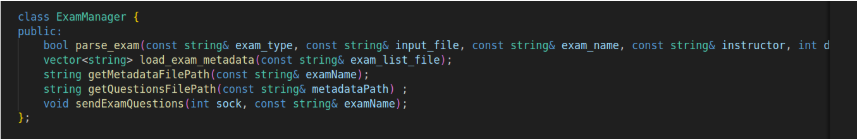 class ExamManager {
public:
    bool parse_exam(const string& exam_type, const string& input_file, const string& exam_name, const string& instructor, int d
    vector<string> load_exam_metadata(const string& exam_list_file);
    string getMetadataFilePath(const string& examName);
    string getQuestionsFilePath(const string& metadataPath) ;
    void sendExamQuestions(int sock, const string& examName);
};